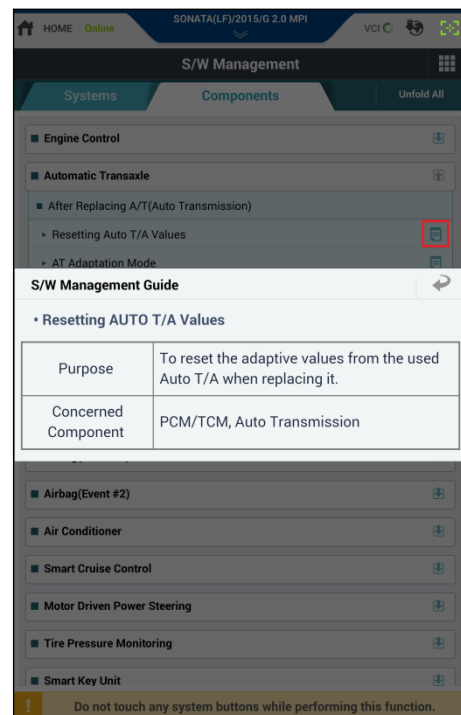 HOME Online
SONATA(LF)/2015/G 2.0 MPI
VCI
S/W Management
Systems
Components
Unfold All
Engine Control
Automatic Transaxle
After Replacing A/T(Auto Transmission)
Resetting Auto T/A Values
AT Adaptation Mode
S/W Management Guide
• Resetting AUTO T/A Values
Purpose
To reset the adaptive values from the used
Auto T/A when replacing it.
Concerned
Component
PCM/TCM, Auto Transmission
Airbag(Event #2)
Air Conditioner
Smart Cruise Control
Motor Driven Power Steering
Tire Pressure Monitoring
Smart Key Unit
! Do not touch any system buttons while performing this function.